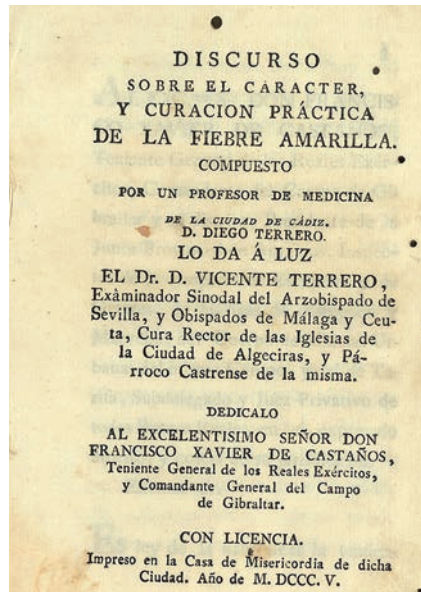 DISCURSO
SOBRE EL CARACTER,
Y CURACION PRÁCTICA
DE LA FIEBRE AMARILLA.
COMPUESTO
POR UN PROFESOR DE MEDICINA
DE LA CIUDAD DE CÁDIZ.
D. DIEGO TERRERO.
LO DA Á LUZ
EL Dr. D. VICENTE TERRERO,
Exâminador Sinodal del Arzobispado de
Sevilla, y Obispados de Málaga y Ceu-
ta, Cura Rector de las Iglesias de
la Ciudad de Algeciras, y Pá-
rroco Castrense de la misma.
DEDICALO
AL EXCELENTISIMO SEÑOR DON
FRANCISCO XAVIER DE CASTAÑOS,
Teniente General de los Reales Exércitos,
y Comandante General del Campo
de Gibraltar.
CON LICENCIA.
Impreso en la Casa de Misericordia de dicha
Ciudad. Año de M. DCCC. V.